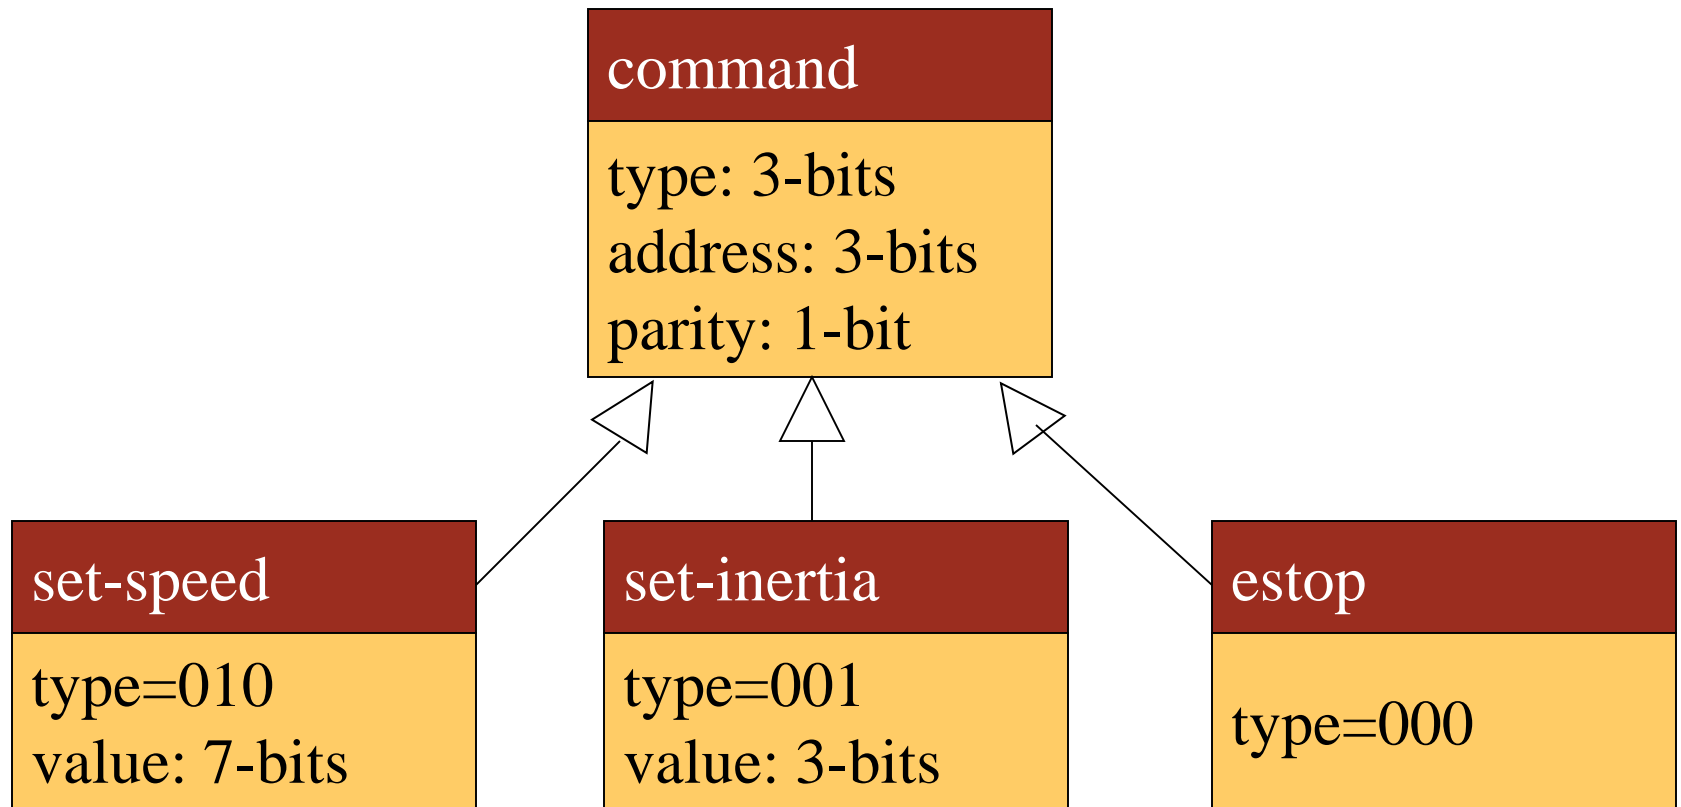 command
type: 3-bits
address: 3-bits
parity: 1-bit
set-speed
type=010
value: 7-bits
set-inertia
type=001
value: 3-bits
estop
type=000